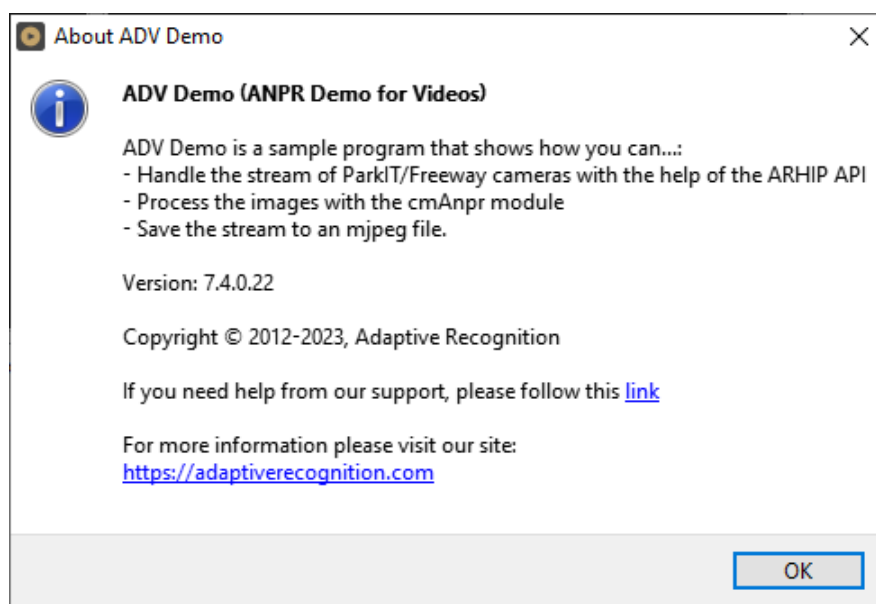 About ADV Demo
ADV Demo (ANPR Demo for Videos)
ADV Demo is a sample program that shows how you can...:
- Handle the stream of ParkIT/Freeway cameras with the help of the ARHIP API
- Process the images with the cmAnpr module
- Save the stream to an mjpeg file.
Version: 7.4.0.22
Copyright © 2012-2023, Adaptive Recognition
If you need help from our support, please follow this link
For more information please visit our site:
https://adaptiverecognition.com
OK